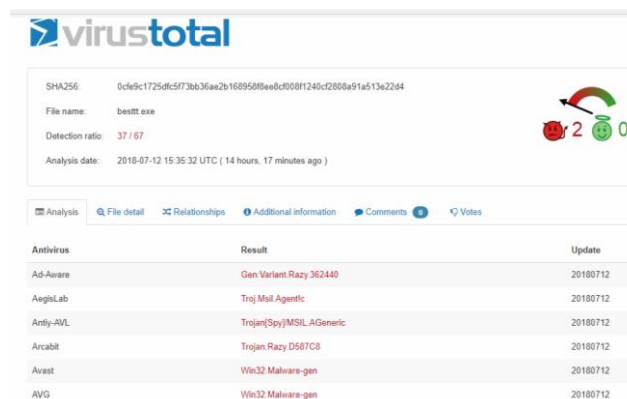 virustotal
SHA256: 0cfe9c1725dfc5f73bb36ae2b168958f8ee8cf008f1240cf2808a91a513e22d4
File name: besttt.exe
Detection ratio: 37 / 67
2 0
Analysis date: 2018-07-12 15:35:32 UTC ( 14 hours, 17 minutes ago )
Analysis File detail Relationships Additional information Comments 6 Votes
Antivirus Result Update
Ad-Aware Gen:Variant.Razy.362440 20180712
AegisLab Troj.Msil.Agent!c 20180712
Antiy-AVL Trojan[Spy]/MSIL.AGeneric 20180712
Arcabit Trojan.Razy.D587C8 20180712
Avast Win32:Malware-gen 20180712
AVG Win32:Malware-gen 20180712